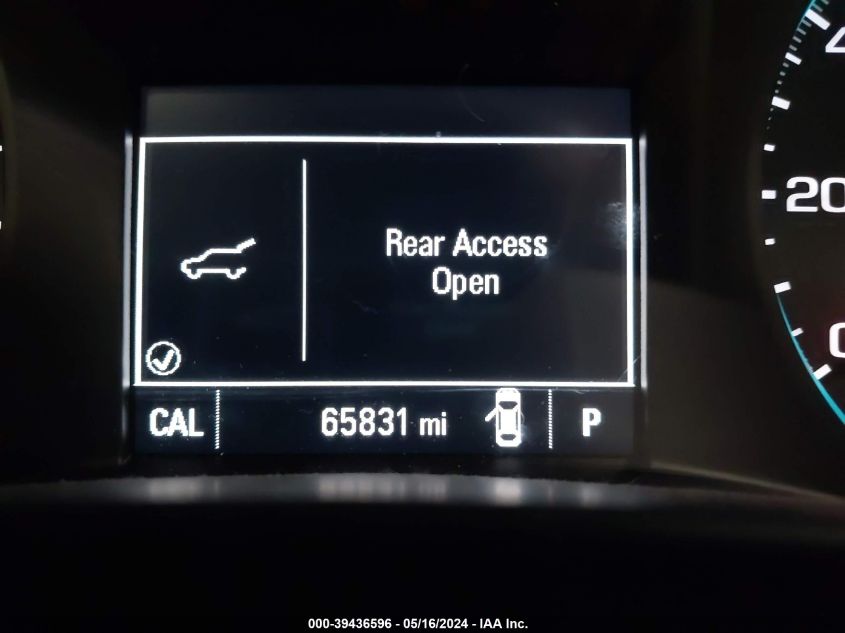 Rear Access
Open
CAL
65831 mi
P
20
000-39436596 - 05/16/2024 - IAA Inc.